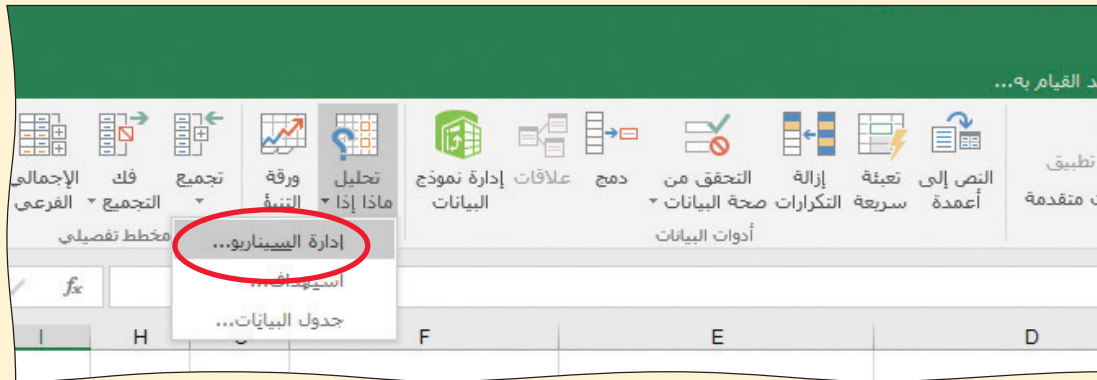 د القيام به...
تطبيق
ت متقدمة
النص إلى أعمدة
تعبئة سريعة
إزالة التكرارات
التحقق من صحة البيانات
دمج
علاقات
إدارة نموذج البيانات
تحليل ماذا إذا
ورقة التنبؤ
تجميع
فك التجميع
الإجمالي الفرعي
أدوات البيانات
مخطط تفصيلي
إدارة السيناريو...
استهداف...
جدول البيانات...
fx
D
E
F
H
I